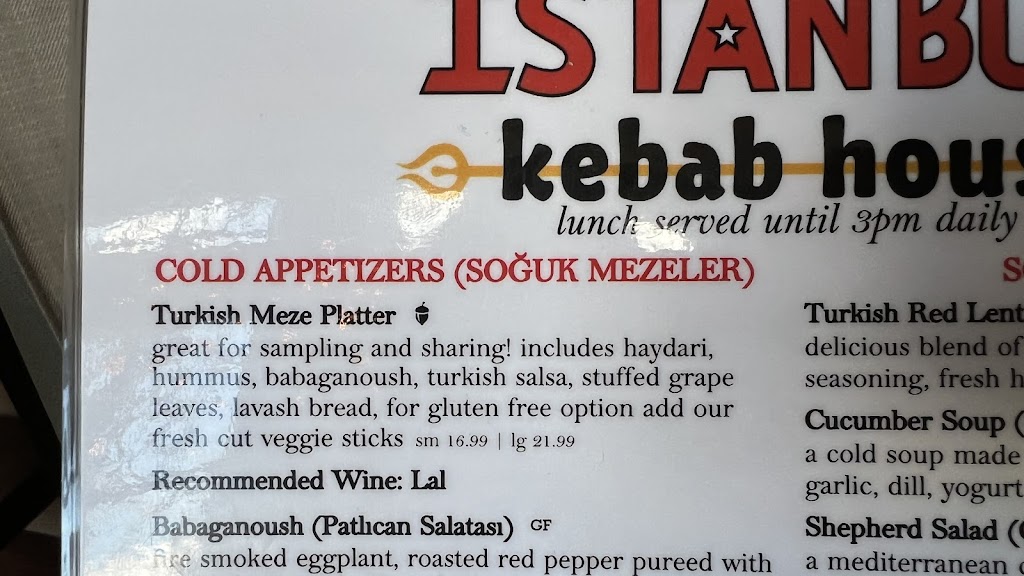 ISTANBU
kebab hous
lunch served until 3pm daily
COLD APPETIZERS (SOĞUK MEZELER)
Turkish Meze Platter
great for sampling and sharing! includes haydari,
hummus, babaganoush, turkish salsa, stuffed grape
leaves, lavash bread, for gluten free option add our
fresh cut veggie sticks sm 16.99 | lg 21.99
Recommended Wine: Lal
Babaganoush (Patlıcan Salatası) GF
fire smoked eggplant, roasted red pepper pureed with
S
Turkish Red Lent
delicious blend of
seasoning, fresh h
Cucumber Soup (
a cold soup made
garlic, dill, yogurt
Shepherd Salad (
a mediterranean